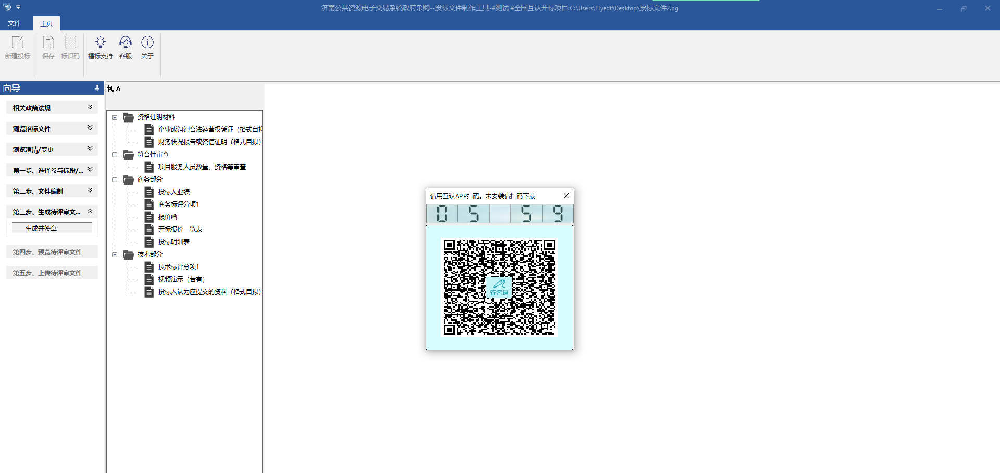 济南公共资源电子交易系统政府采购--投标文件制作工具-#测试 #全国互认开标项目:C:\Users\Flyedt\Desktop\投标文件2.cg
文件
主页
新建投标
保存
标识码
福标支持
客服
关于
向导
相关政策法规
浏览招标文件
浏览澄清/变更
第一步、选择参与标段/...
第二步、文件编制
第三步、生成待评审文...
生成并签章
第四步、预览待评审文件
第五步、上传待评审文件
包 A
资格证明材料
企业或组织合法经营权凭证（格式自拟
财务状况报告或资信证明（格式自拟）
符合性审查
项目服务人员数量、资格等审查
商务部分
投标人业绩
商务标评分项1
报价函
开标报价一览表
投标明细表
技术部分
技术标评分项1
视频演示（若有）
投标人认为应提交的资料（格式自拟）
请用互认APP扫码。未安装请扫码下载
05 59
签名码